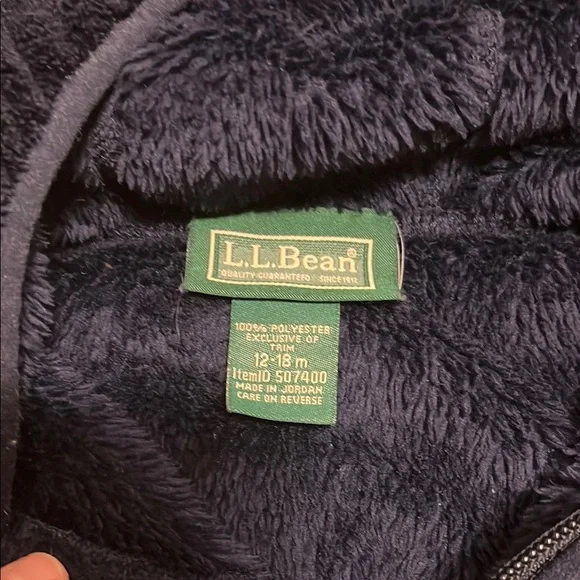 L.L.Bean®
QUALITY GUARANTEED · SINCE 1912
100% POLYESTER
EXCLUSIVE OF
TRIM
12-18 m
ItemID 507400
MADE IN JORDAN
CARE ON REVERSE